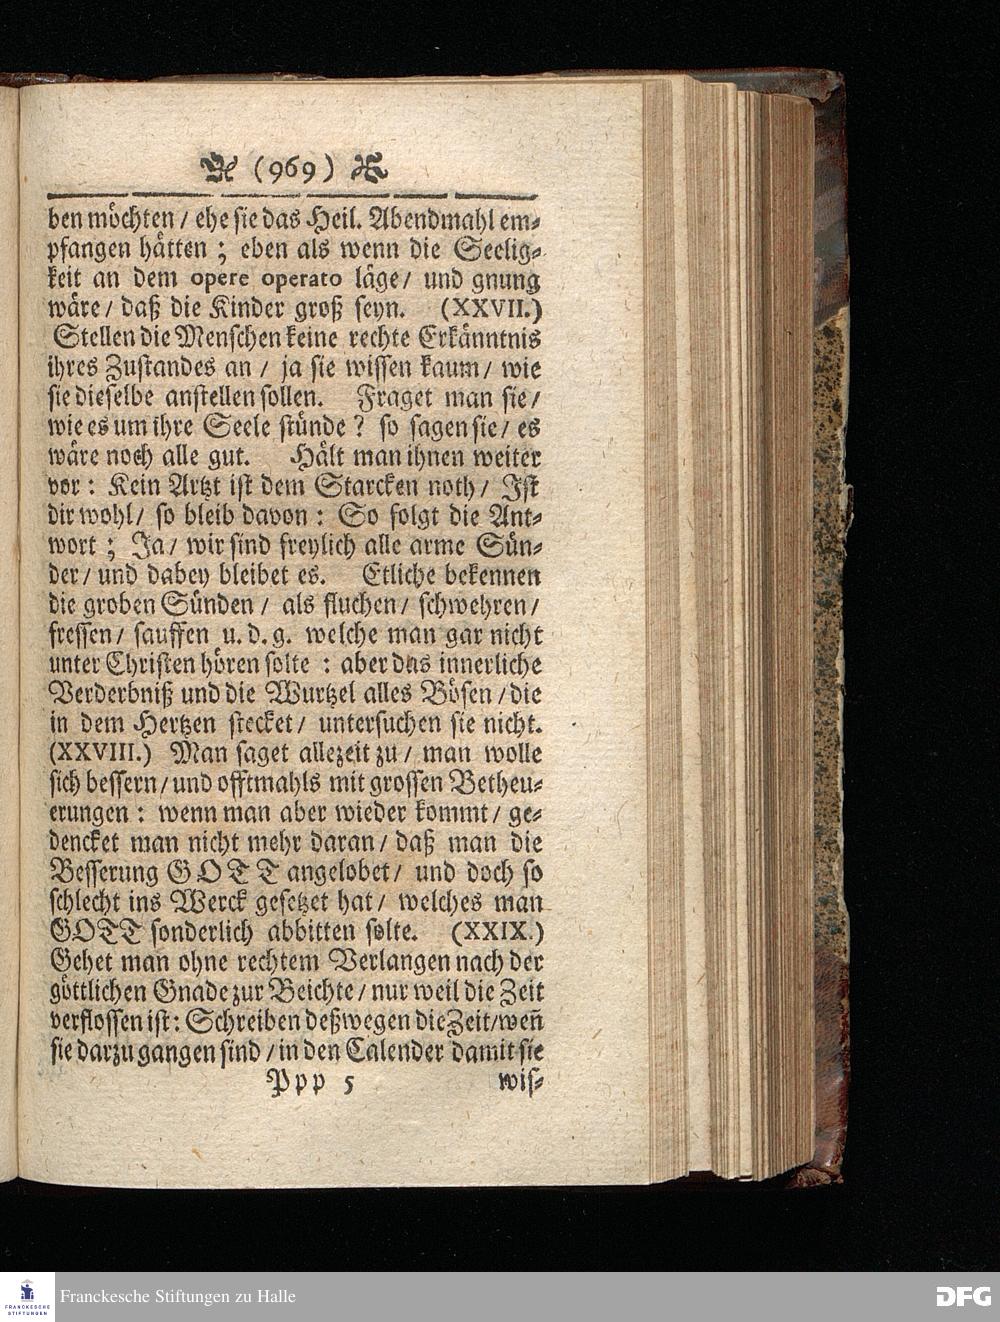 (969)
ben möchten / ehe sie das Heil. Abendmahl em⸗
pfangen hätten ; eben als wenn die Seelig⸗
keit an dem opere operato läge / und gnung
wäre / daß die Kinder groß seyn. (XXVII.)
Stellen die Menschen keine rechte Erkänntnis
ihres Zustandes an / ja sie wissen kaum / wie
sie dieselbe anstellen sollen. Fraget man sie /
wie es um ihre Seele stünde ? so sagen sie / es
wäre noch alle gut. Hält man ihnen weiter
vor : Kein Artzt ist dem Starcken noth / Ist
dir wohl / so bleib davon : So folgt die Ant⸗
wort ; Ja / wir sind freylich alle arme Sün⸗
der / und dabey bleibet es. Etliche bekennen
die groben Sünden / als fluchen / schwehren /
fressen / sauffen u. d. g. welche man gar nicht
unter Christen hören solte : aber das innerliche
Verderbniß und die Wurtzel alles Bösen / die
in dem Hertzen stecket / untersuchen sie nicht.
(XXVIII.) Man saget allezeit zu / man wolle
sich bessern / und offtmahls mit grossen Betheu⸗
erungen : wenn man aber wieder kommt / ge⸗
dencket man nicht mehr daran / daß man die
Besserung GOTT angelobet / und doch so
schlecht ins Werck gesetzet hat / welches man
GOTT sonderlich abbitten solte. (XXIX.)
Gehet man ohne rechtem Verlangen nach der
göttlichen Gnade zur Beichte / nur weil die Zeit
verflossen ist : Schreiben deßwegen die Zeit / weñ
sie darzu gangen sind / in den Calender damit sie
Ppp 5 wis⸗
FRANCKESCHE
STIFTUNGEN
Franckesche Stiftungen zu Halle
DFG